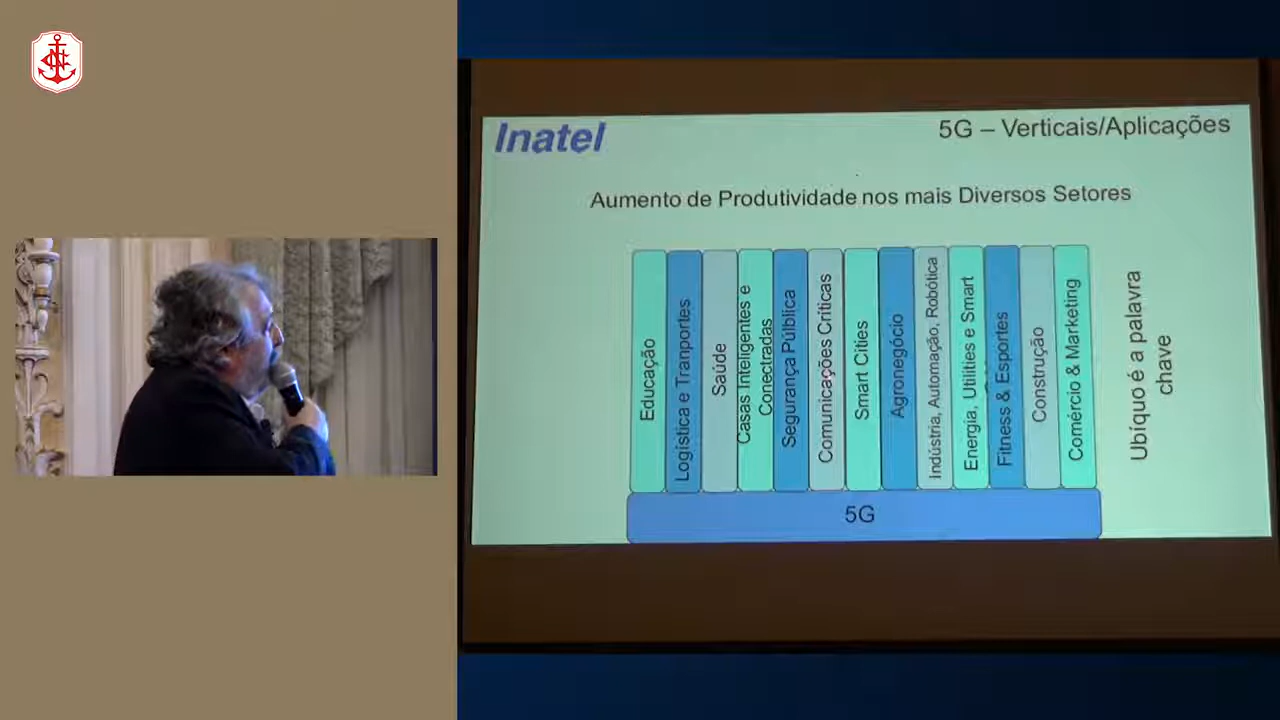 Inatel
5G – Verticais/Aplicações
Aumento de Produtividade nos mais Diversos Setores
Educação
Logística e Tranportes
Saúde
Casas Inteligentes e
Conectradas
Segurança Púlblica
Comunicações Críticas
Smart Cities
Agronegócio
Indústria, Automação, Robótica
Energia, Utilities e Smart
Fitness & Esportes
Construção
Comércio & Marketing
Ubíquo é a palavra
chave
5G